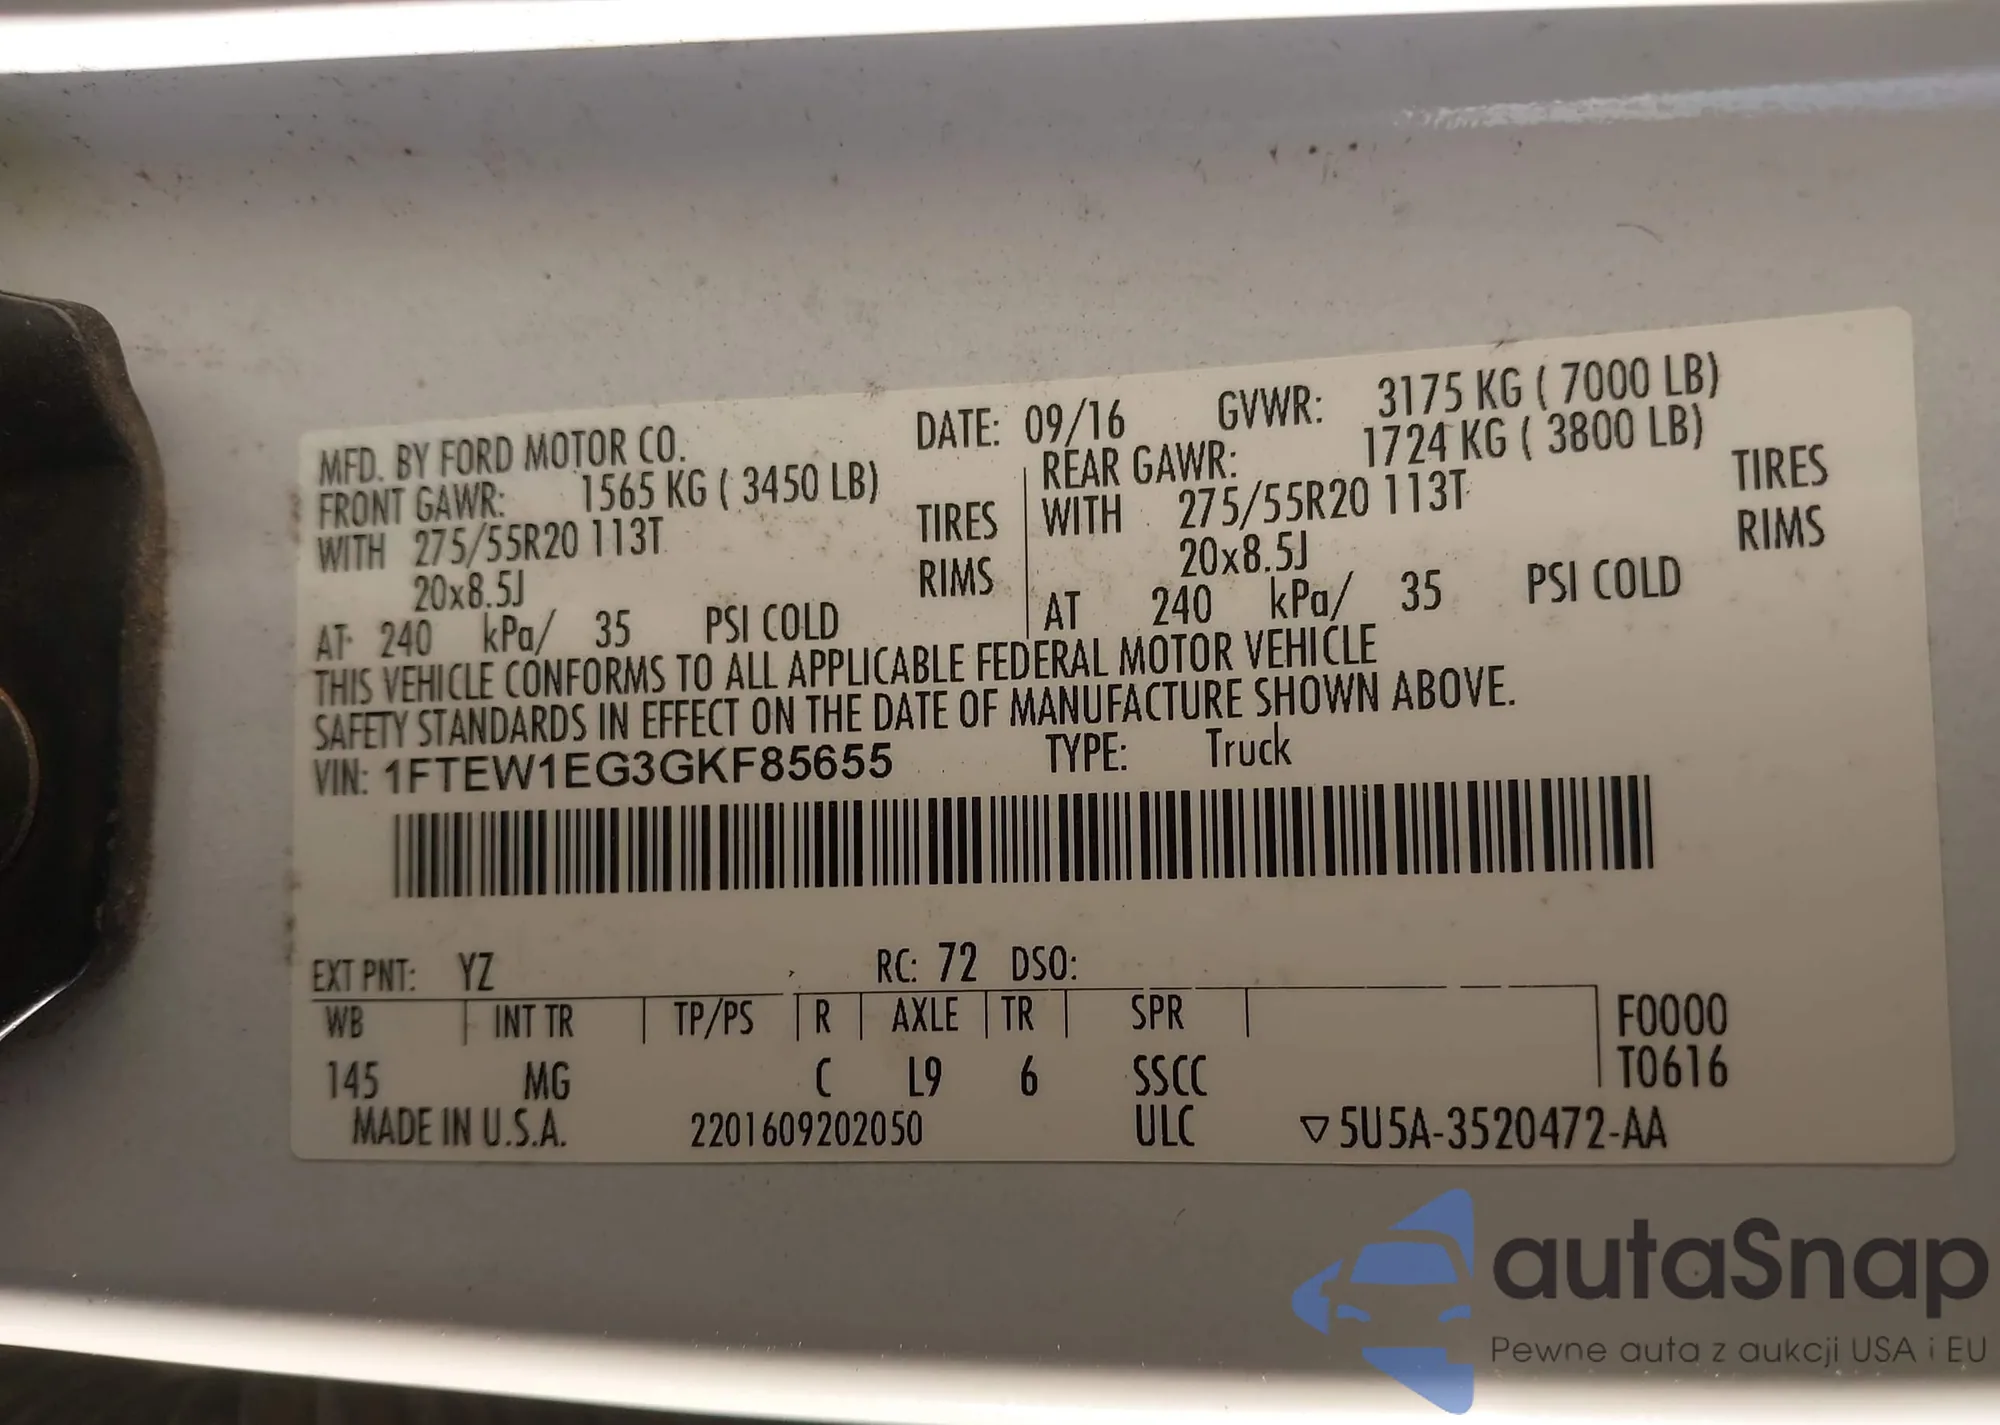 MFD. BY FORD MOTOR CO. DATE: 09/16 GVWR: 3175 KG ( 7000 LB)
FRONT GAWR: 1565 KG ( 3450 LB) REAR GAWR: 1724 KG ( 3800 LB)
WITH 275/55R20 113T TIRES WITH 275/55R20 113T TIRES
20x8.5J RIMS 20x8.5J RIMS
AT 240 kPa/ 35 PSI COLD AT 240 kPa/ 35 PSI COLD
THIS VEHICLE CONFORMS TO ALL APPLICABLE FEDERAL MOTOR VEHICLE
SAFETY STANDARDS IN EFFECT ON THE DATE OF MANUFACTURE SHOWN ABOVE.
VIN: 1FTEW1EG3GKF85655 TYPE: Truck
EXT PNT: YZ RC: 72 DSO:
WB INT TR TP/PS R AXLE TR SPR F0000
145 MG C L9 6 SSCC T0616
MADE IN U.S.A. 2201609202050 ULC ▽5U5A-3520472-AA
autaSnap
Pewne auta z aukcji USA i EU